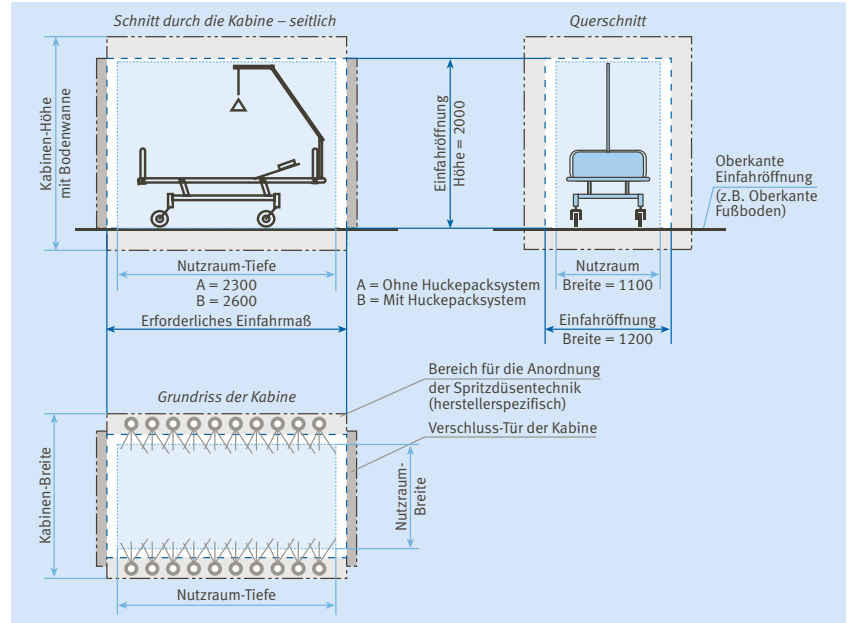 Schnitt durch die Kabine – seitlich
Querschnitt
Kabinen-Höhe
mit Bodenwanne
Einfahröffnung
Höhe = 2000
Oberkante
Einfahröffnung
(z.B. Oberkante
Fußboden)
Nutzraum-Tiefe
A = 2300
B = 2600
A = Ohne Huckepacksystem
B = Mit Huckepacksystem
Nutzraum
Breite = 1100
Erforderliches Einfahrmaß
Einfahröffnung
Breite = 1200
Grundriss der Kabine
Bereich für die Anordnung
der Spritzdüsentechnik
(herstellerspezifisch)
Verschluss-Tür der Kabine
Kabinen-Breite
Nutzraum-
Breite
Nutzraum-Tiefe